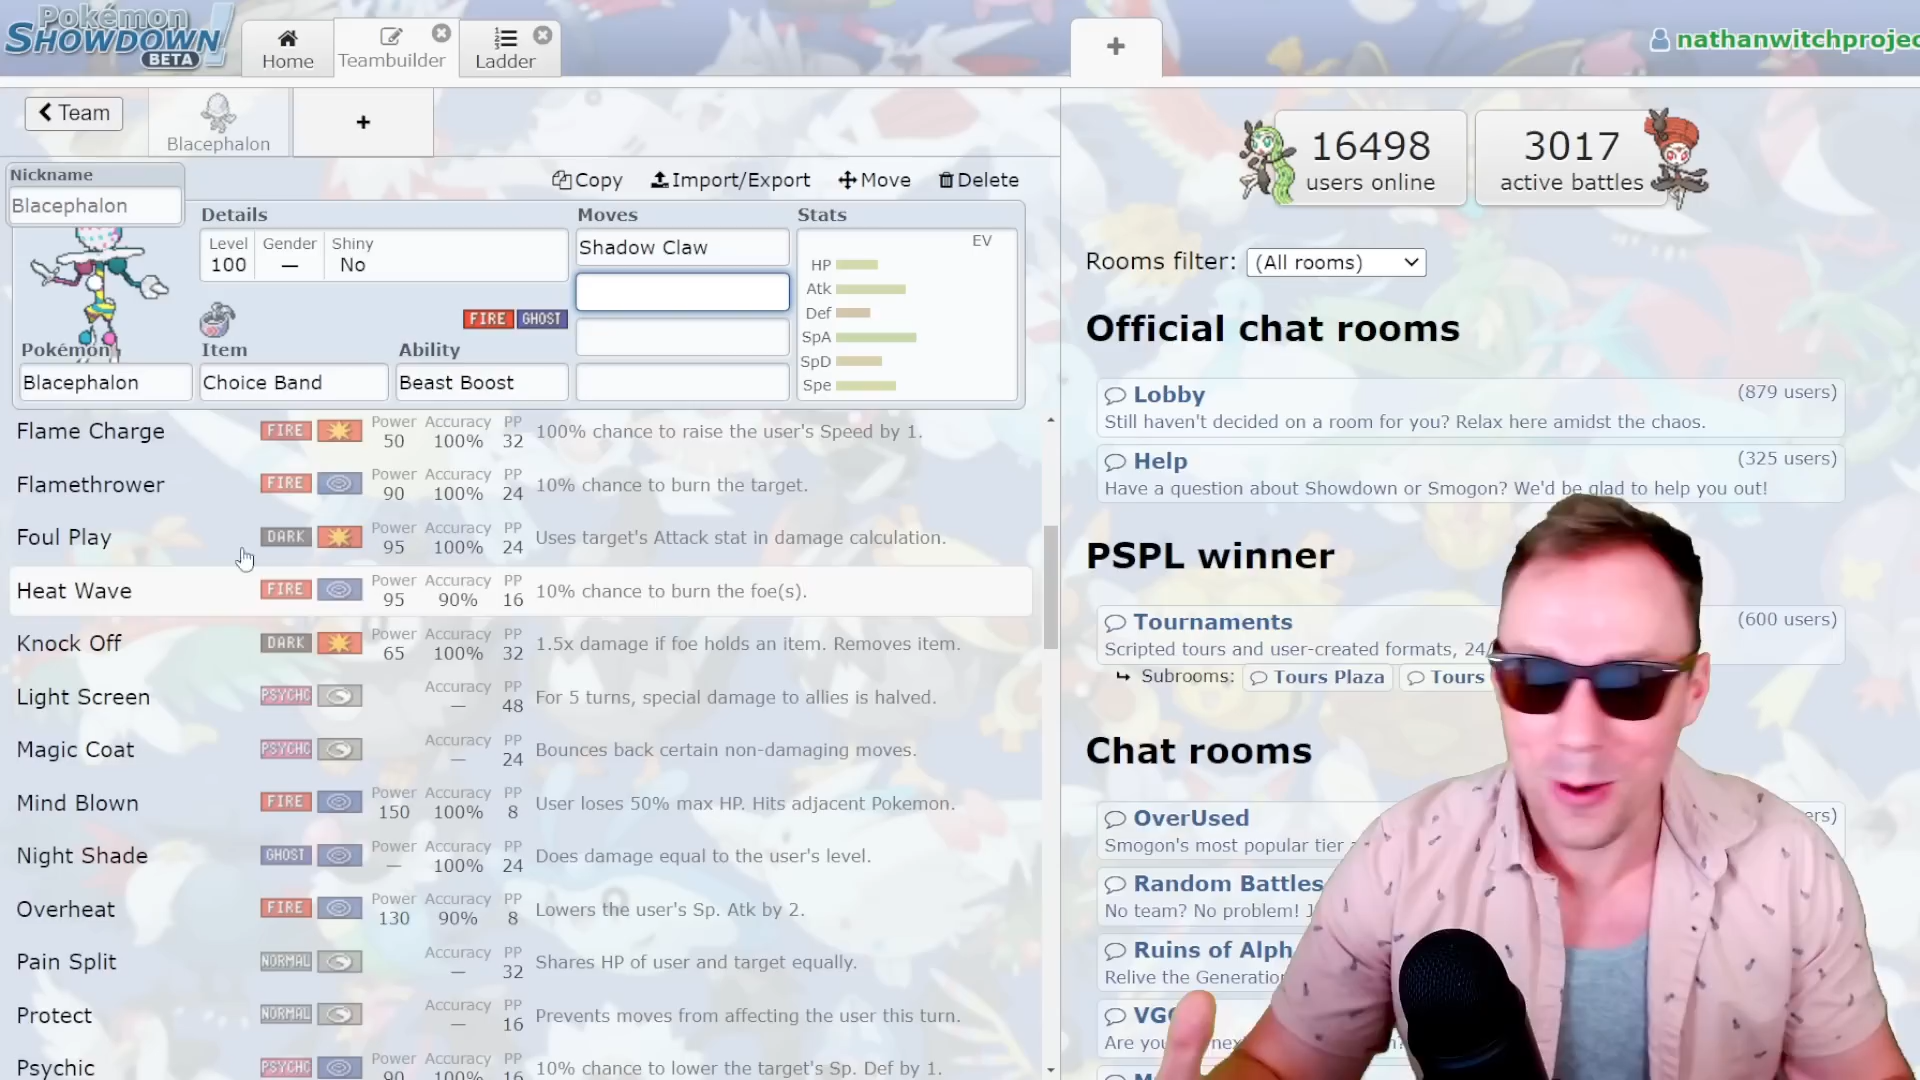 Pokémon
SHOWDOWN!
BETA
Home
Teambuilder
Ladder
+
nathanwitchprojec
Team
Blacephalon
+
Nickname
Blacephalon
Copy
Import/Export
Move
Delete
Details
Moves
Stats
Level
Gender
Shiny
100
—
No
Shadow Claw
EV
HP
Atk
Def
SpA
SpD
Spe
FIRE GHOST
Pokémon
Item
Ability
Blacephalon
Choice Band
Beast Boost
Flame Charge FIRE Power 50 Accuracy 100% PP 32 100% chance to raise the user's Speed by 1.
Flamethrower FIRE Power 90 Accuracy 100% PP 24 10% chance to burn the target.
Foul Play DARK Power 95 Accuracy 100% PP 24 Uses target's Attack stat in damage calculation.
Heat Wave FIRE Power 95 Accuracy 90% PP 16 10% chance to burn the foe(s).
Knock Off DARK Power 65 Accuracy 100% PP 32 1.5x damage if foe holds an item. Removes item.
Light Screen PSYCHC Accuracy — PP 48 For 5 turns, special damage to allies is halved.
Magic Coat PSYCHC Accuracy — PP 24 Bounces back certain non-damaging moves.
Mind Blown FIRE Power 150 Accuracy 100% PP 8 User loses 50% max HP. Hits adjacent Pokemon.
Night Shade GHOST Power — Accuracy 100% PP 24 Does damage equal to the user's level.
Overheat FIRE Power 130 Accuracy 90% PP 8 Lowers the user's Sp. Atk by 2.
Pain Split NORMAL Accuracy — PP 32 Shares HP of user and target equally.
Protect NORMAL Accuracy — PP 16 Prevents moves from affecting the user this turn.
Psychic PSYCHC Power 90 Accuracy 100% PP 16 10% chance to lower the target's Sp. Def by 1.
16498
users online
3017
active battles
Rooms filter: (All rooms)
Official chat rooms
Lobby (879 users)
Still haven't decided on a room for you? Relax here amidst the chaos.
Help (325 users)
Have a question about Showdown or Smogon? We'd be glad to help you out!
PSPL winner
Tournaments (600 users)
Scripted tours and user-created formats, 24/
Subrooms: Tours Plaza Tours
Chat rooms
OverUsed ers)
Smogon's most popular tier
Random Battles
No team? No problem!
Ruins of Alph
Relive the Generatio
VGC
Are you